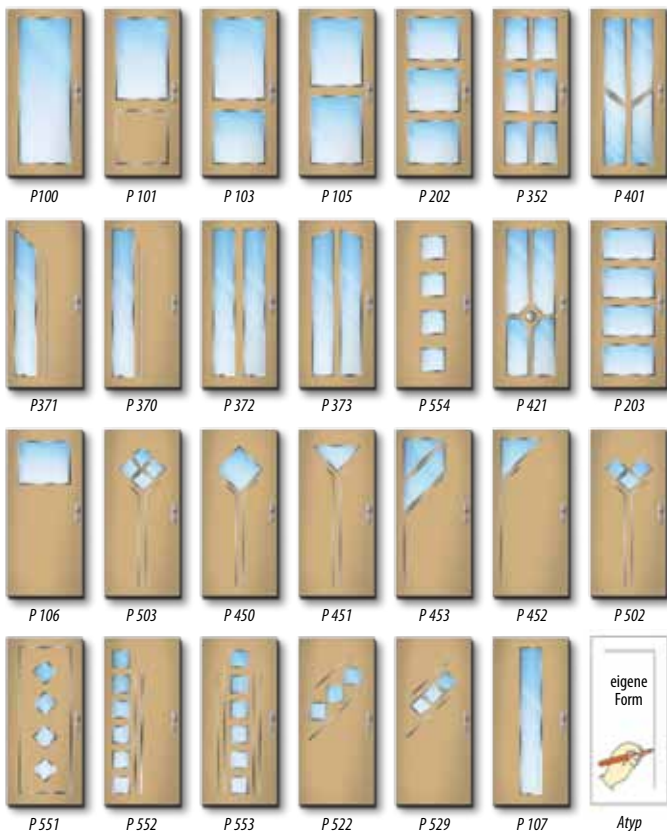 P100 P 101 P 103 P 105 P 202 P 352 P 401
P371 P 370 P 372 P 373 P 554 P 421 P 203
P 106 P 503 P 450 P 451 P 453 P 452 P 502
eigene
Form
P 551 P 552 P 553 P 522 P 529 P 107 Atyp